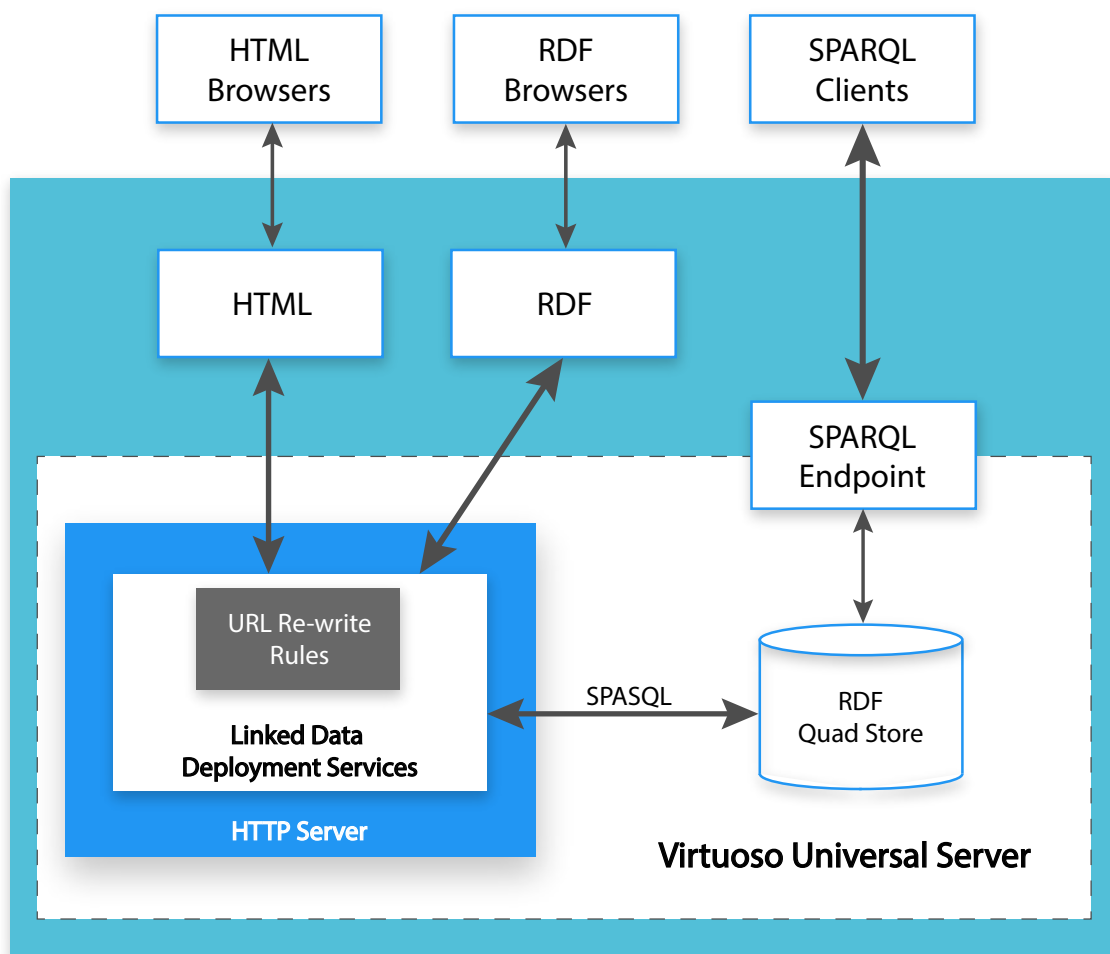 HTML
Browsers
RDF
Browsers
SPARQL
Clients
HTML
RDF
SPARQL
Endpoint
URL Re-write
Rules
Linked Data
Deployment Services
HTTP Server
SPASQL
RDF
Quad Store
Virtuoso Universal Server